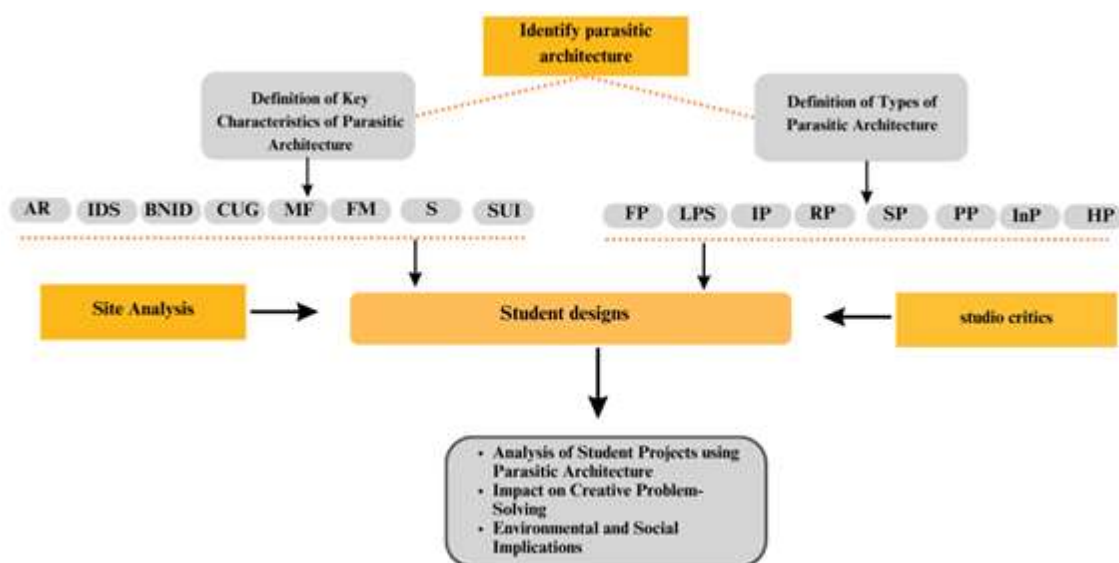 Identify parasitic
architecture
Definition of Key
Characteristics of Parasitic
Architecture
Definition of Types of
Parasitic Architecture
AR IDS BNID CUG MF FM S SUI
FP LPS IP RP SP PP InP HP
Site Analysis
Student designs
studio critics
• Analysis of Student Projects using
Parasitic Architecture
• Impact on Creative Problem-
Solving
• Environmental and Social
Implications